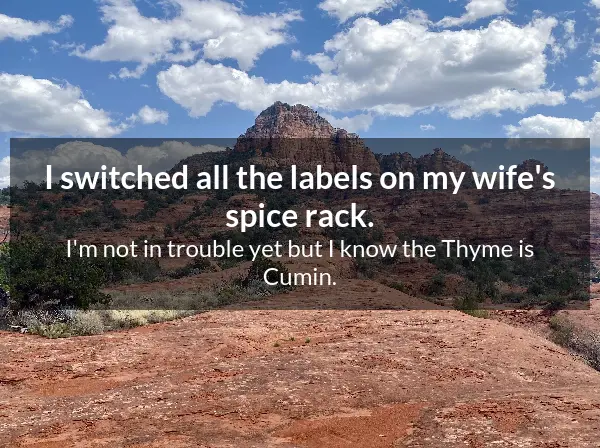 I switched all the labels on my wife's
spice rack.
I'm not in trouble yet but I know the Thyme is
Cumin.